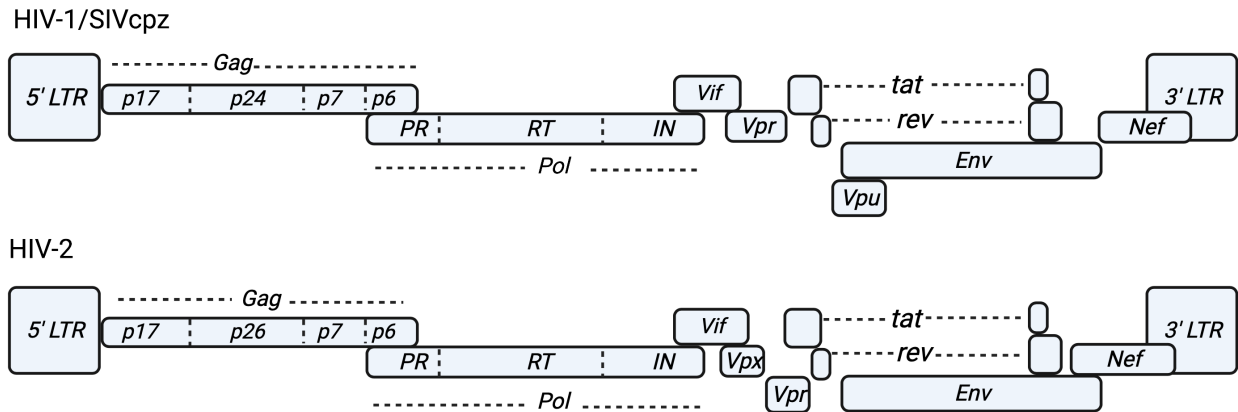 HIV-1/SIVcpz
Gag
5' LTR p17 p24 p7 p6 Vif tat 3' LTR
PR RT IN Vpr rev Nef
Pol Env
Vpu
HIV-2
Gag
5' LTR p17 p26 p7 p6 Vif tat 3' LTR
PR RT IN Vpx rev Nef
Pol Vpr Env